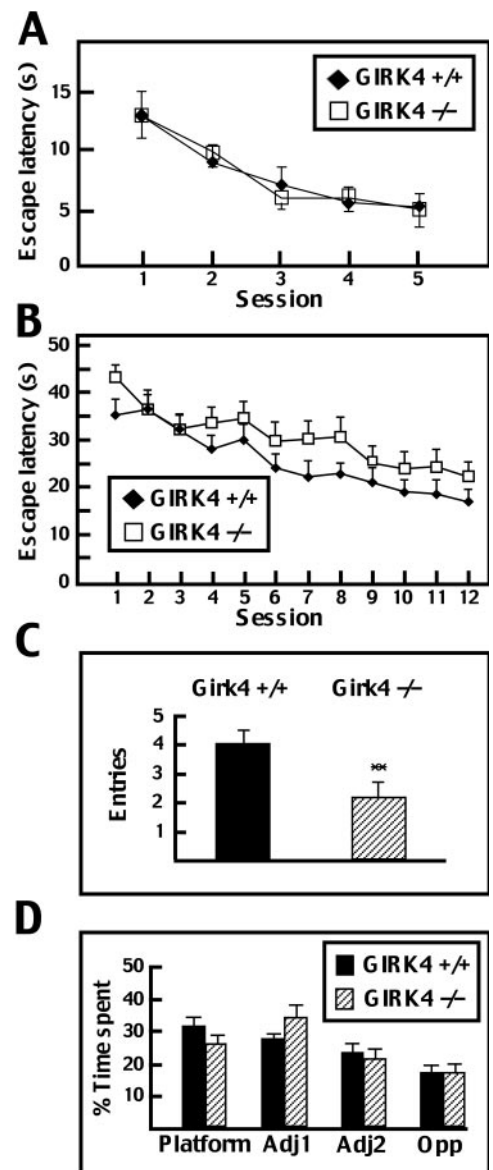 A
Escape latency (s)
15
10
5
0
GIRK4 +/+
GIRK4 −/−
1 2 3 4 5
Session
B
Escape latency (s)
50
40
30
20
10
0
GIRK4 +/+
GIRK4 −/−
1 2 3 4 5 6 7 8 9 10 11 12
Session
C
Girk4 +/+ Girk4 −/−
Entries
5
4
3
2
1
**
D
% Time spent
50
40
30
20
10
GIRK4 +/+
GIRK4 −/−
Platform Adj1 Adj2 Opp